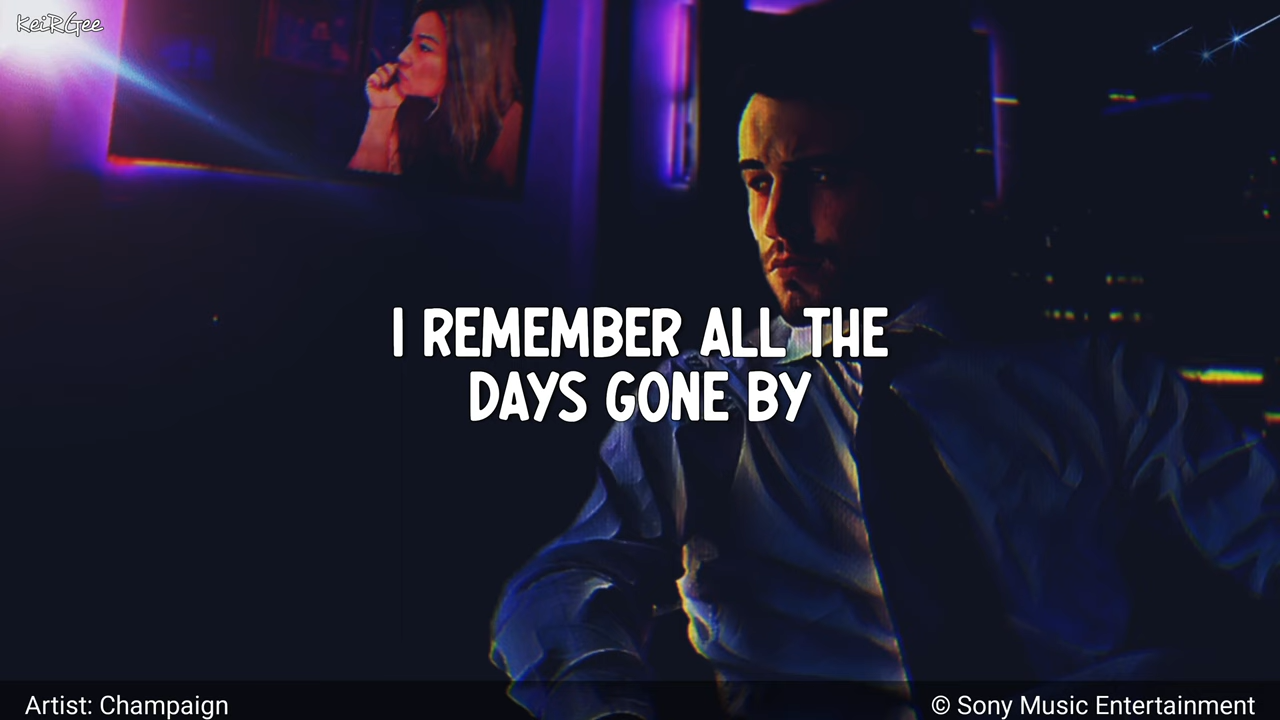 KeiRGee
I REMEMBER ALL THE
DAYS GONE BY
Artist: Champaign
© Sony Music Entertainment